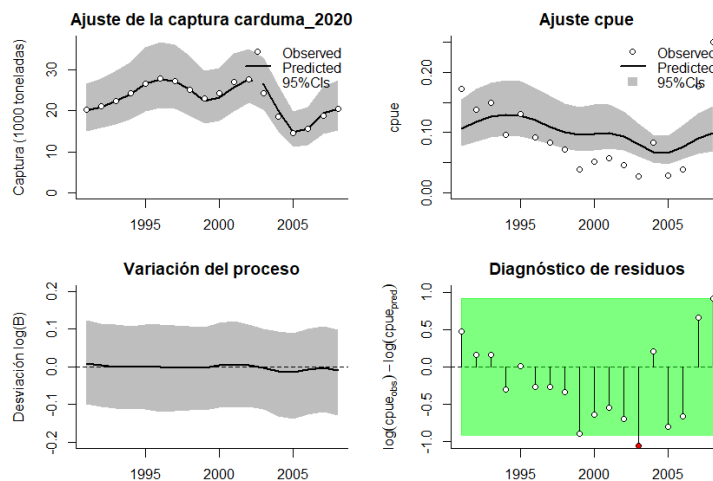 Ajuste de la captura carduma_2020
Captura (1000 toneladas)
0 10 20 30
1995 2000 2005
Observed
Predicted
95%CIs
Ajuste cpue
cpue
0.00 0.10 0.20
1995 2000 2005
Observed
Predicted
95%CIs
Variación del proceso
Desviación log(B)
-0.2 -0.1 0.0 0.1 0.2
1995 2000 2005
Diagnóstico de residuos
log(cpue_obs) − log(cpue_pred)
-1.0 -0.5 0.0 0.5 1.0
1995 2000 2005